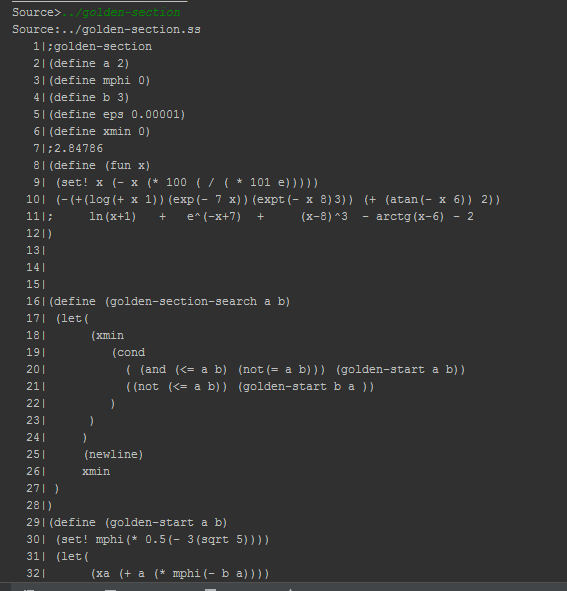 Source>../golden-section
Source:../golden-section.ss
1|;golden-section
2|(define a 2)
3|(define mphi 0)
4|(define b 3)
5|(define eps 0.00001)
6|(define xmin 0)
7|;2.84786
8|(define (fun x)
9| (set! x (- x (* 100 ( / ( * 101 e)))))
10| (-(+(log(+ x 1))(exp(- 7 x))(expt(- x 8)3)) (+ (atan(- x 6)) 2))
11|; ln(x+1) + e^(-x+7) + (x-8)^3 - arctg(x-6) - 2
12|)
13|
14|
15|
16|(define (golden-section-search a b)
17| (let(
18| (xmin
19| (cond
20| ( (and (<= a b) (not(= a b))) (golden-start a b))
21| ((not (<= a b)) (golden-start b a ))
22| )
23| )
24| )
25| (newline)
26| xmin
27| )
28|)
29|(define (golden-start a b)
30| (set! mphi(* 0.5(- 3(sqrt 5))))
31| (let(
32| (xa (+ a (* mphi(- b a))))